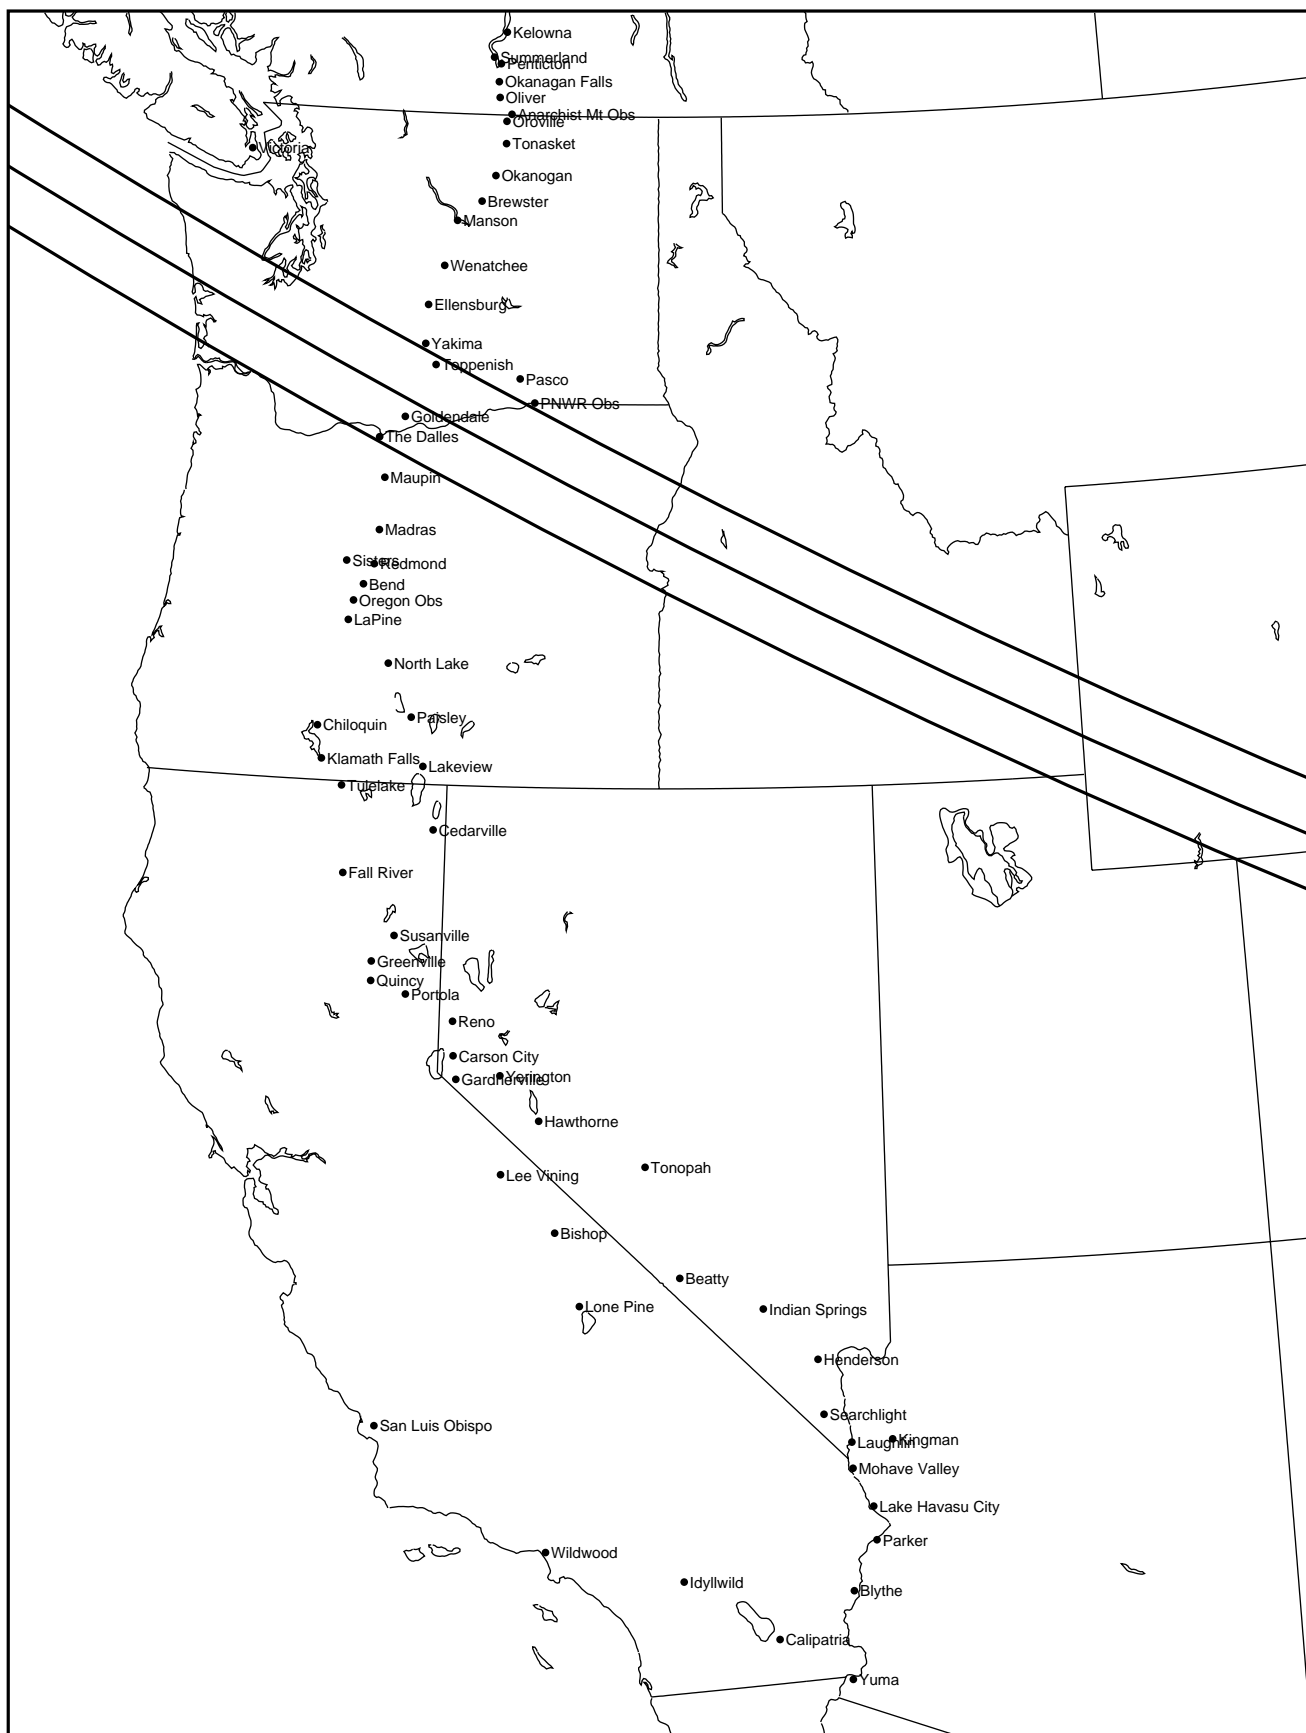 Kelowna
Summerland
Penticton
Okanagan Falls
Oliver
Anarchist Mt Obs
Oroville
Tonasket
Victoria
Okanogan
Brewster
Manson
Wenatchee
Ellensburg
Yakima
Toppenish
Pasco
PNWR Obs
Goldendale
The Dalles
Maupin
Madras
Sisters
Redmond
Bend
Oregon Obs
LaPine
North Lake
Paisley
Chiloquin
Klamath Falls
Lakeview
Tulelake
Cedarville
Fall River
Susanville
Greenville
Quincy
Portola
Reno
Carson City
Yerington
Gardnerville
Hawthorne
Tonopah
Lee Vining
Bishop
Beatty
Lone Pine
Indian Springs
Henderson
Searchlight
San Luis Obispo
Kingman
Laughlin
Mohave Valley
Lake Havasu City
Parker
Wildwood
Idyllwild
Blythe
Calipatria
Yuma